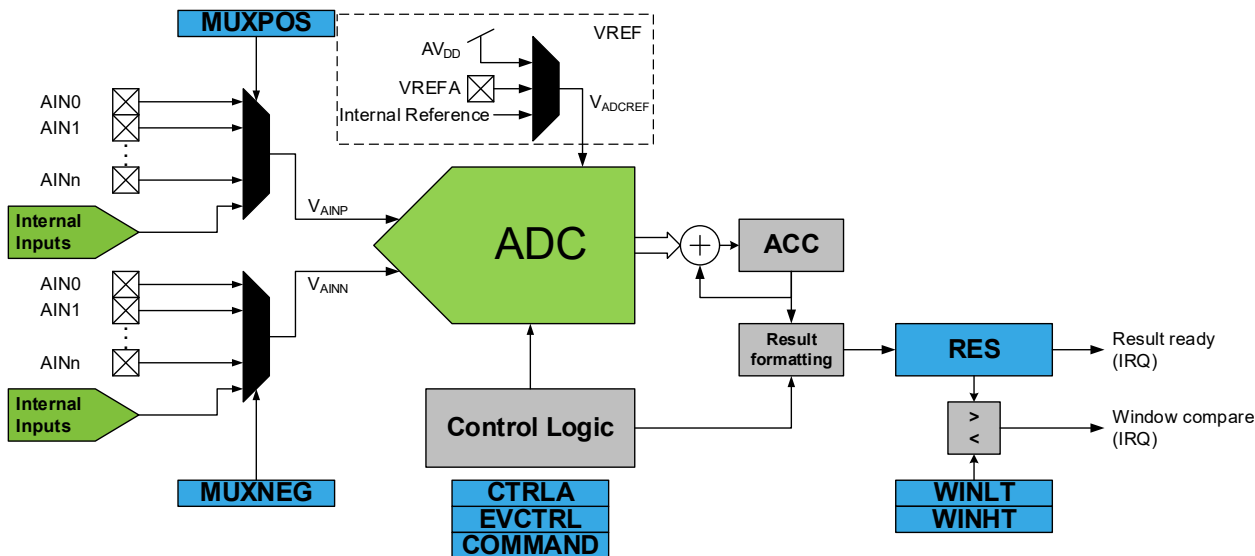 MUXPOS
VREF
AVDD
VREFA
Internal Reference
VADCREF
AIN0
AIN1
AINn
Internal
Inputs
VAINP
ADC
ACC
AIN0
AIN1
AINn
Internal
Inputs
VAINN
MUXNEG
Result
formatting
RES
Result ready
(IRQ)
>
<
Window compare
(IRQ)
Control Logic
CTRLA
EVCTRL
COMMAND
WINLT
WINHT